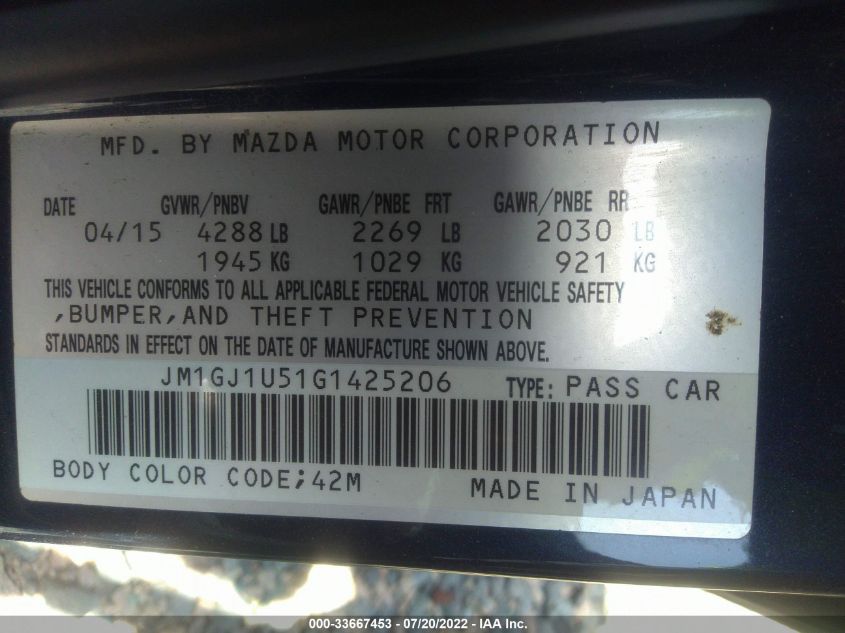 MFD. BY MAZDA MOTOR CORPORATION
DATE GVWR/PNBV GAWR/PNBE FRT GAWR/PNBE RR
04/15 4288 LB 2269 LB 2030 LB
1945 KG 1029 KG 921 KG
THIS VEHICLE CONFORMS TO ALL APPLICABLE FEDERAL MOTOR VEHICLE SAFETY
,BUMPER,AND THEFT PREVENTION
STANDARDS IN EFFECT ON THE DATE OF MANUFACTURE SHOWN ABOVE.
JM1GJ1U51G1425206 TYPE: PASS CAR
BODY COLOR CODE;42M MADE IN JAPAN
000-33667453 - 07/20/2022 - IAA Inc.